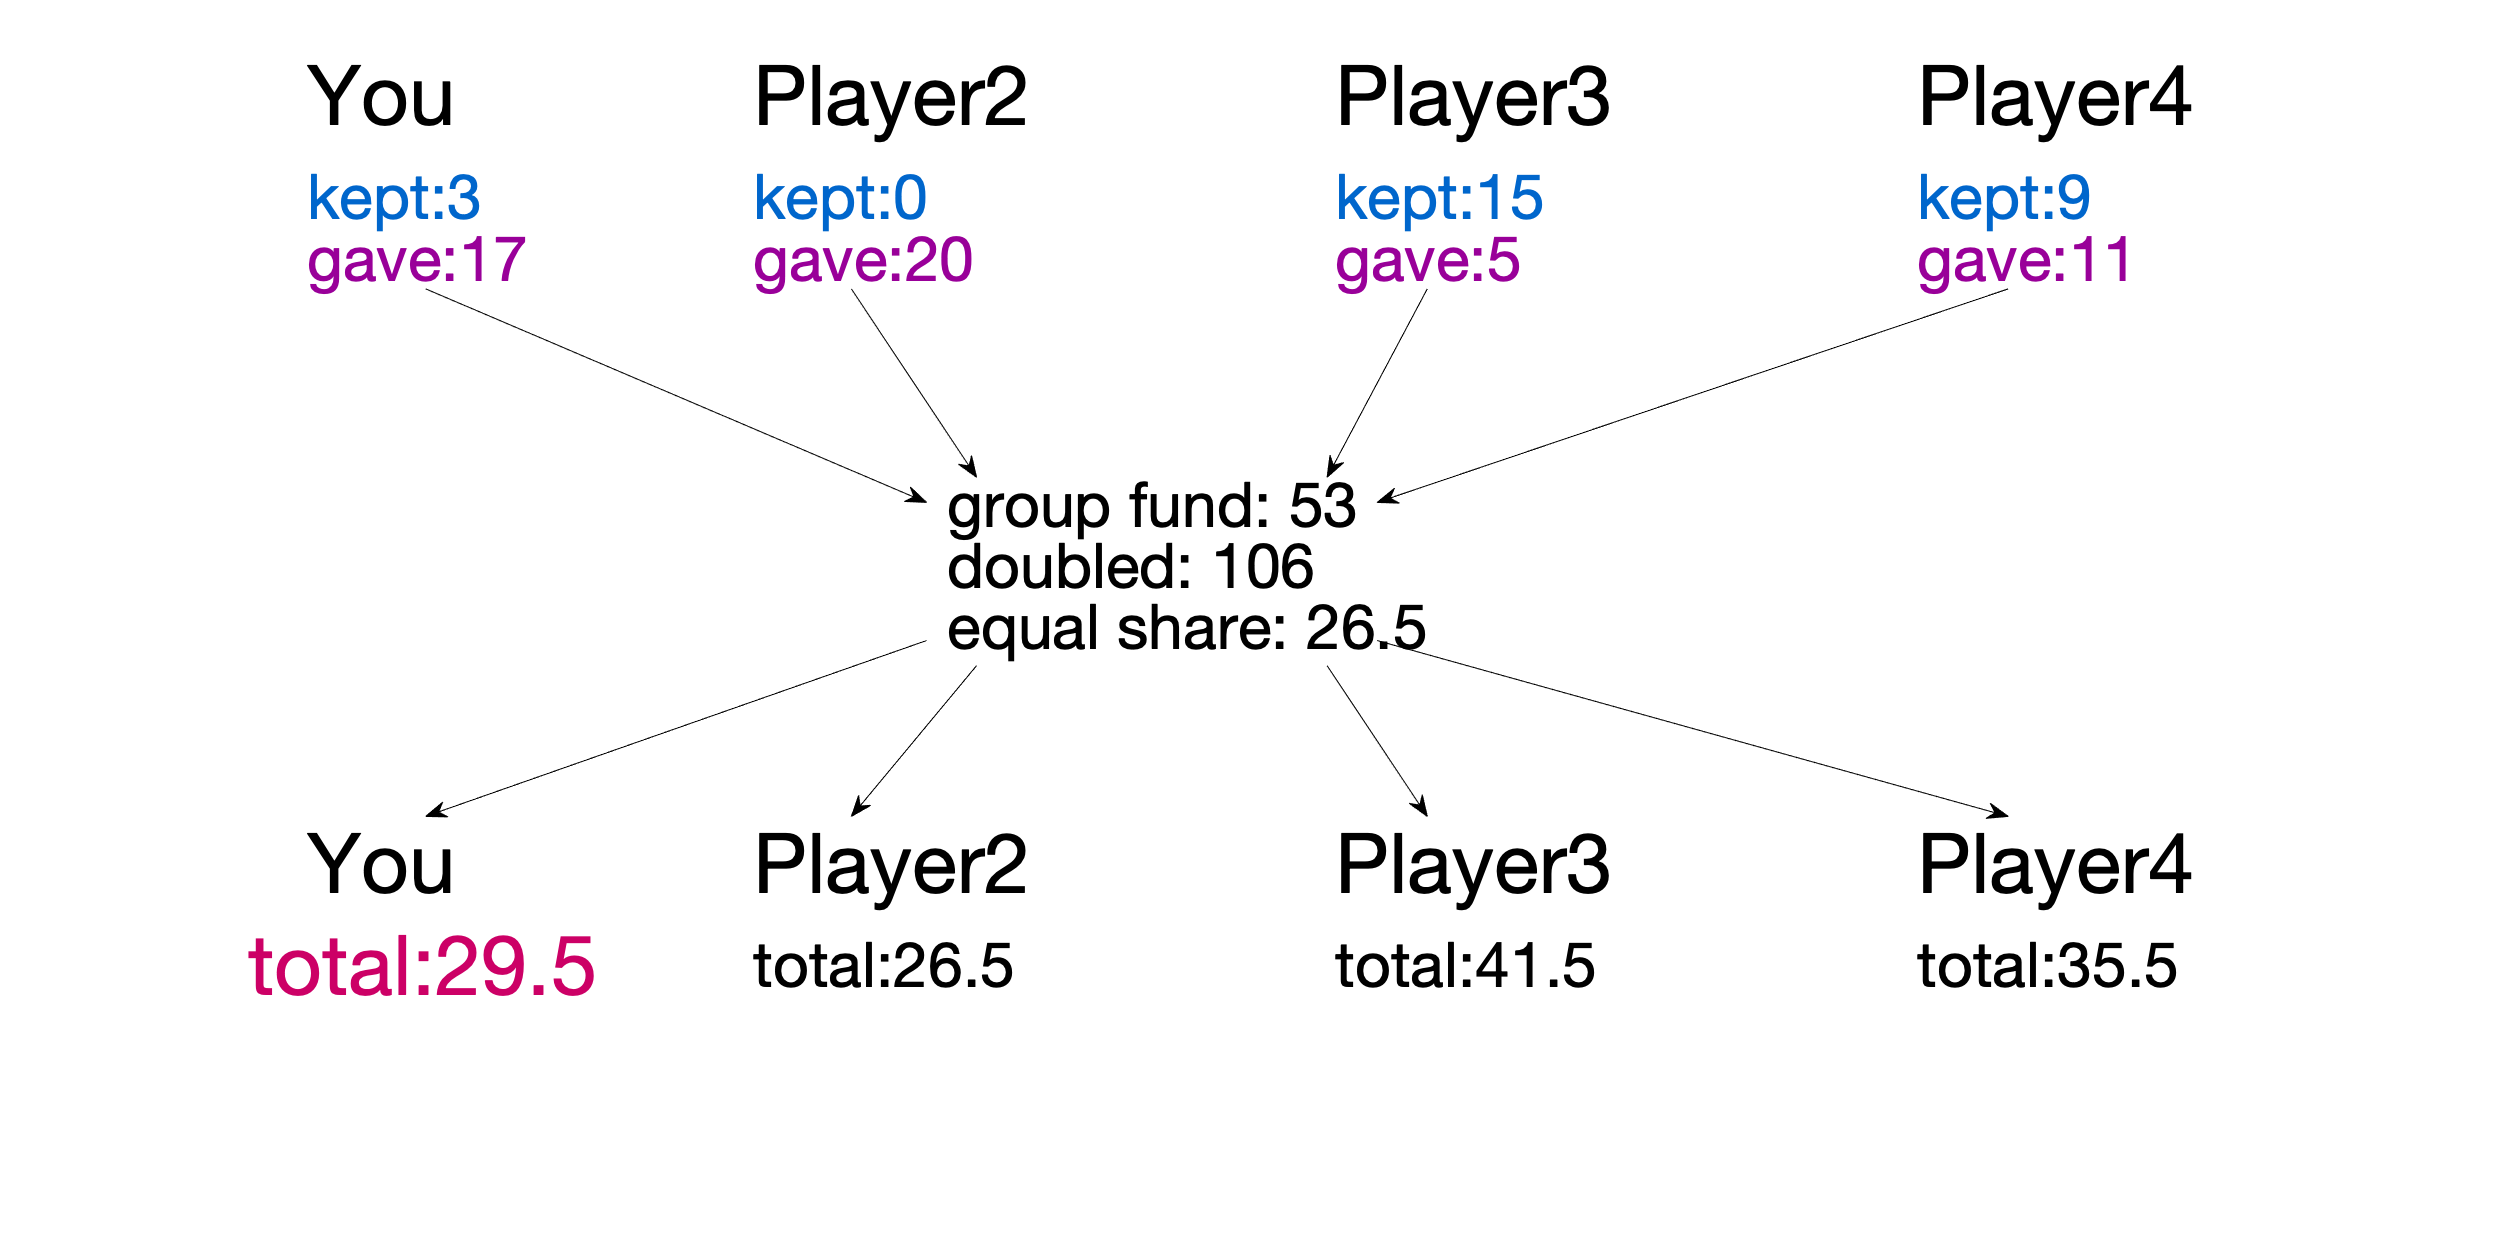 You Player2 Player3 Player4
kept:3 kept:0 kept:15 kept:9
gave:17 gave:20 gave:5 gave:11
group fund: 53
doubled: 106
equal share: 26.5
You Player2 Player3 Player4
total:29.5 total:26.5 total:41.5 total:35.5